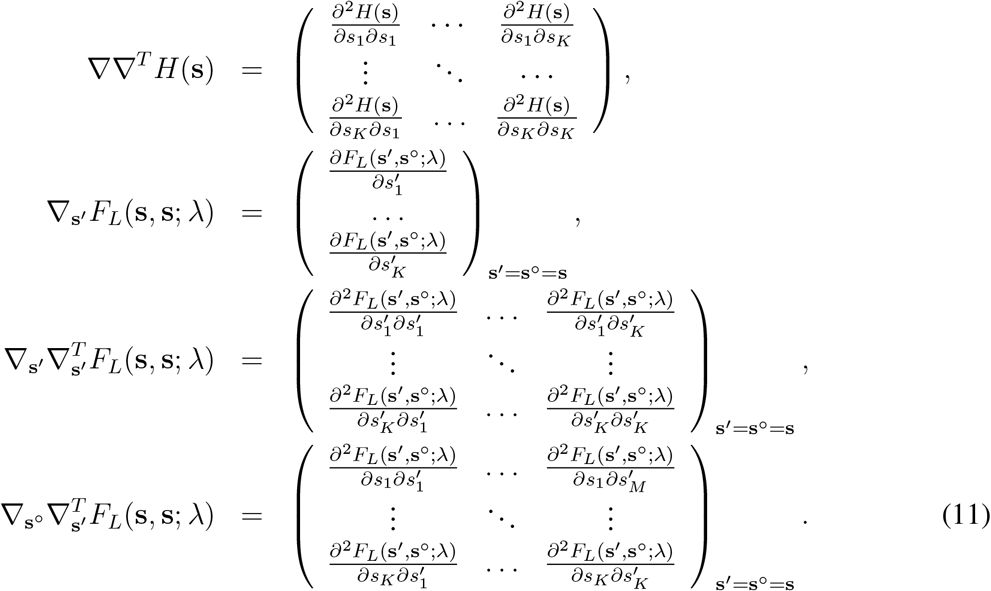 $\nabla\nabla^T H(\mathbf{s}) = \begin{pmatrix} \frac{\partial^2 H(\mathbf{s})}{\partial s_1 \partial s_1} & \cdots & \frac{\partial^2 H(\mathbf{s})}{\partial s_1 \partial s_K} \\ \vdots & \ddots & \cdots \\ \frac{\partial^2 H(\mathbf{s})}{\partial s_K \partial s_1} & \cdots & \frac{\partial^2 H(\mathbf{s})}{\partial s_K \partial s_K} \end{pmatrix},$
$\nabla_{\mathbf{s}'} F_L(\mathbf{s}, \mathbf{s}; \lambda) = \begin{pmatrix} \frac{\partial F_L(\mathbf{s}', \mathbf{s}^\circ; \lambda)}{\partial s'_1} \\ \cdots \\ \frac{\partial F_L(\mathbf{s}', \mathbf{s}^\circ; \lambda)}{\partial s'_K} \end{pmatrix}_{\mathbf{s}'=\mathbf{s}^\circ=\mathbf{s}},$
$\nabla_{\mathbf{s}'} \nabla_{\mathbf{s}'}^T F_L(\mathbf{s}, \mathbf{s}; \lambda) = \begin{pmatrix} \frac{\partial^2 F_L(\mathbf{s}', \mathbf{s}^\circ; \lambda)}{\partial s'_1 \partial s'_1} & \cdots & \frac{\partial^2 F_L(\mathbf{s}', \mathbf{s}^\circ; \lambda)}{\partial s'_1 \partial s'_K} \\ \vdots & \ddots & \vdots \\ \frac{\partial^2 F_L(\mathbf{s}', \mathbf{s}^\circ; \lambda)}{\partial s'_K \partial s'_1} & \cdots & \frac{\partial^2 F_L(\mathbf{s}', \mathbf{s}^\circ; \lambda)}{\partial s'_K \partial s'_K} \end{pmatrix}_{\mathbf{s}'=\mathbf{s}^\circ=\mathbf{s}},$
$\nabla_{\mathbf{s}^\circ} \nabla_{\mathbf{s}'}^T F_L(\mathbf{s}, \mathbf{s}; \lambda) = \begin{pmatrix} \frac{\partial^2 F_L(\mathbf{s}', \mathbf{s}^\circ; \lambda)}{\partial s_1 \partial s'_1} & \cdots & \frac{\partial^2 F_L(\mathbf{s}', \mathbf{s}^\circ; \lambda)}{\partial s_1 \partial s'_M} \\ \vdots & \ddots & \vdots \\ \frac{\partial^2 F_L(\mathbf{s}', \mathbf{s}^\circ; \lambda)}{\partial s_K \partial s'_1} & \cdots & \frac{\partial^2 F_L(\mathbf{s}', \mathbf{s}^\circ; \lambda)}{\partial s_K \partial s'_K} \end{pmatrix}_{\mathbf{s}'=\mathbf{s}^\circ=\mathbf{s}}. \quad (11)$